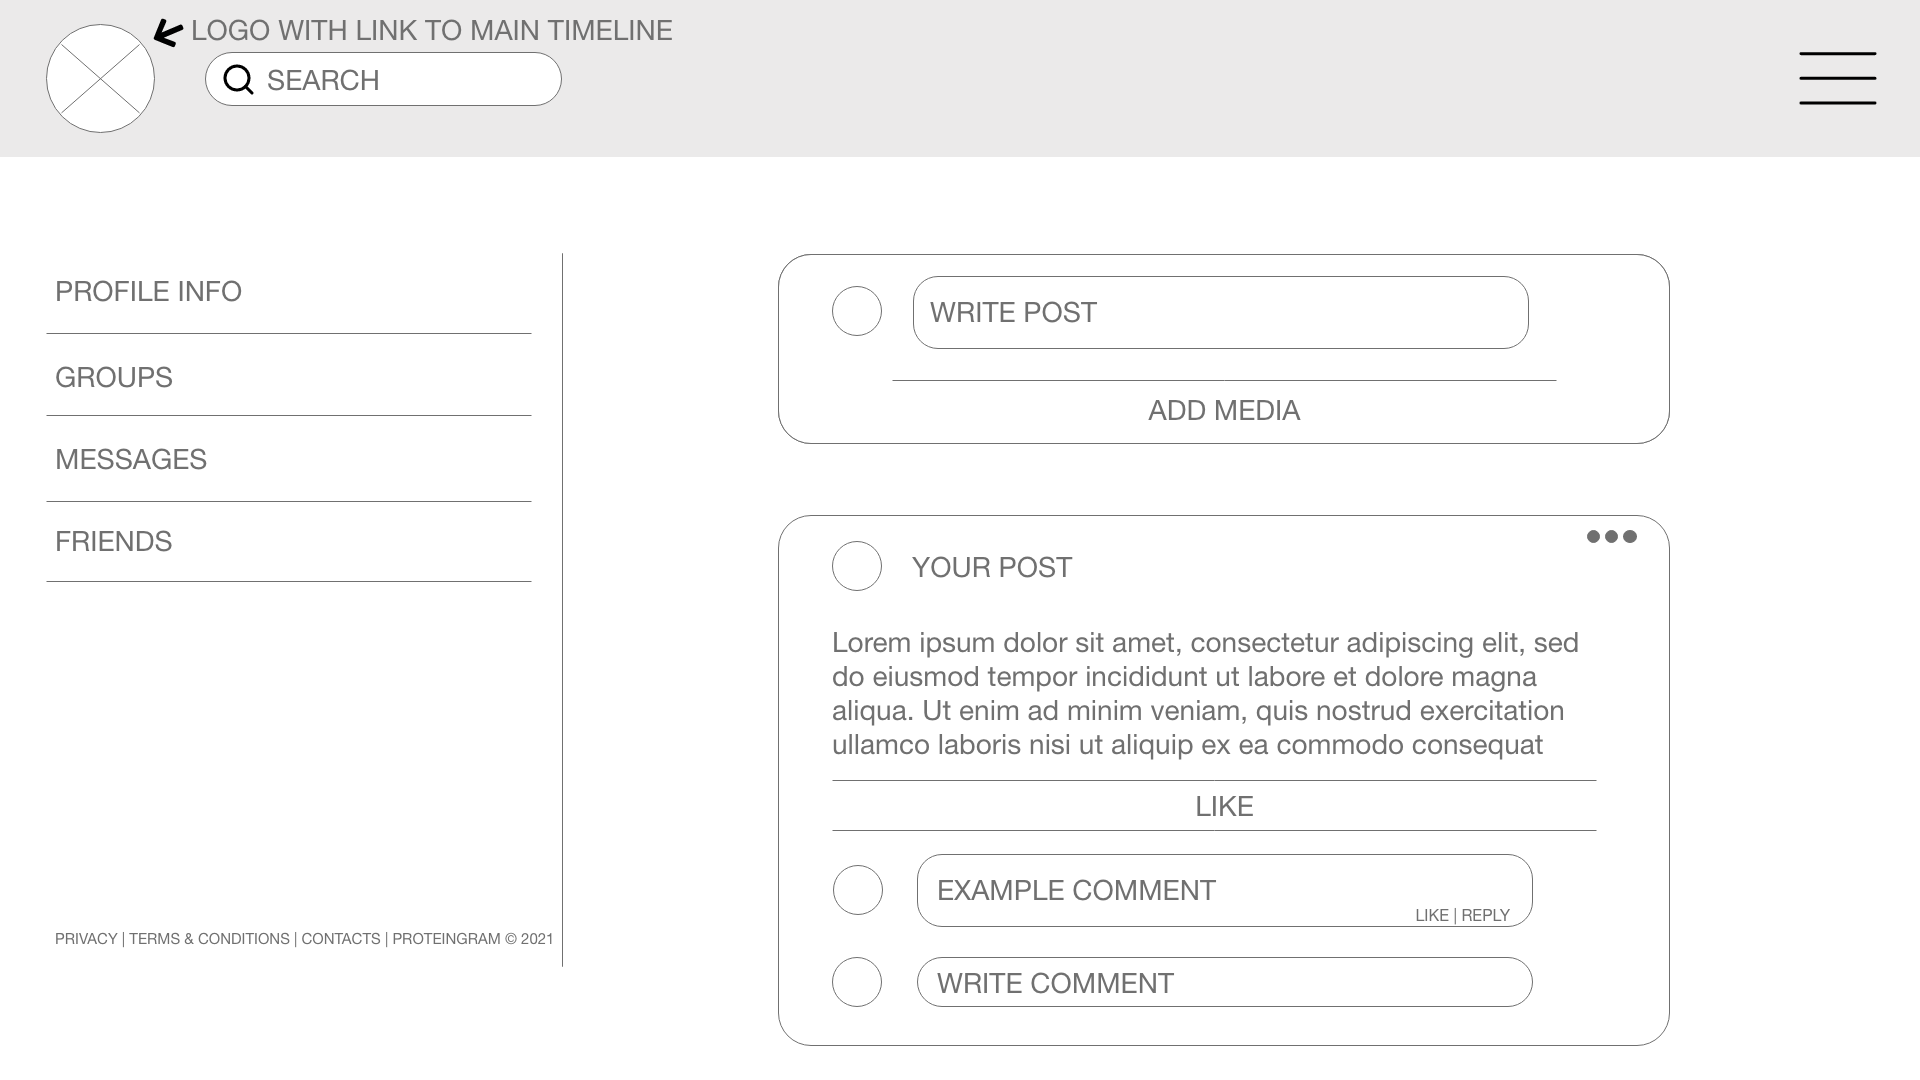 LOGO WITH LINK TO MAIN TIMELINE
SEARCH
PROFILE INFO
GROUPS
MESSAGES
FRIENDS
PRIVACY | TERMS & CONDITIONS | CONTACTS | PROTEINGRAM © 2021
WRITE POST
ADD MEDIA
YOUR POST
Lorem ipsum dolor sit amet, consectetur adipiscing elit, sed
do eiusmod tempor incididunt ut labore et dolore magna
aliqua. Ut enim ad minim veniam, quis nostrud exercitation
ullamco laboris nisi ut aliquip ex ea commodo consequat
LIKE
EXAMPLE COMMENT
LIKE | REPLY
WRITE COMMENT